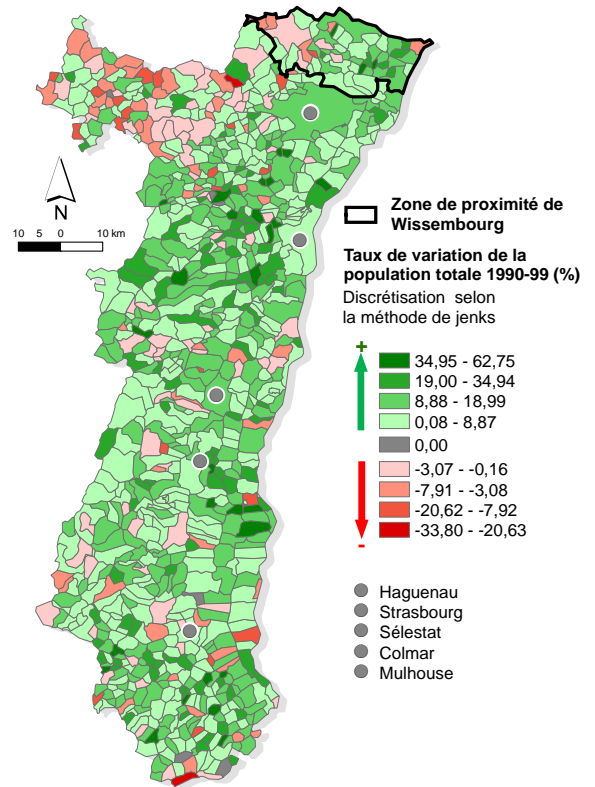 N
10 5 0 10 km
Zone de proximité de
Wissembourg
Taux de variation de la
population totale 1990-99 (%)
Discrétisation selon
la méthode de jenks
+
34,95 - 62,75
19,00 - 34,94
8,88 - 18,99
0,08 - 8,87
0,00
-3,07 - -0,16
-7,91 - -3,08
-20,62 - -7,92
-33,80 - -20,63
-
Haguenau
Strasbourg
Sélestat
Colmar
Mulhouse